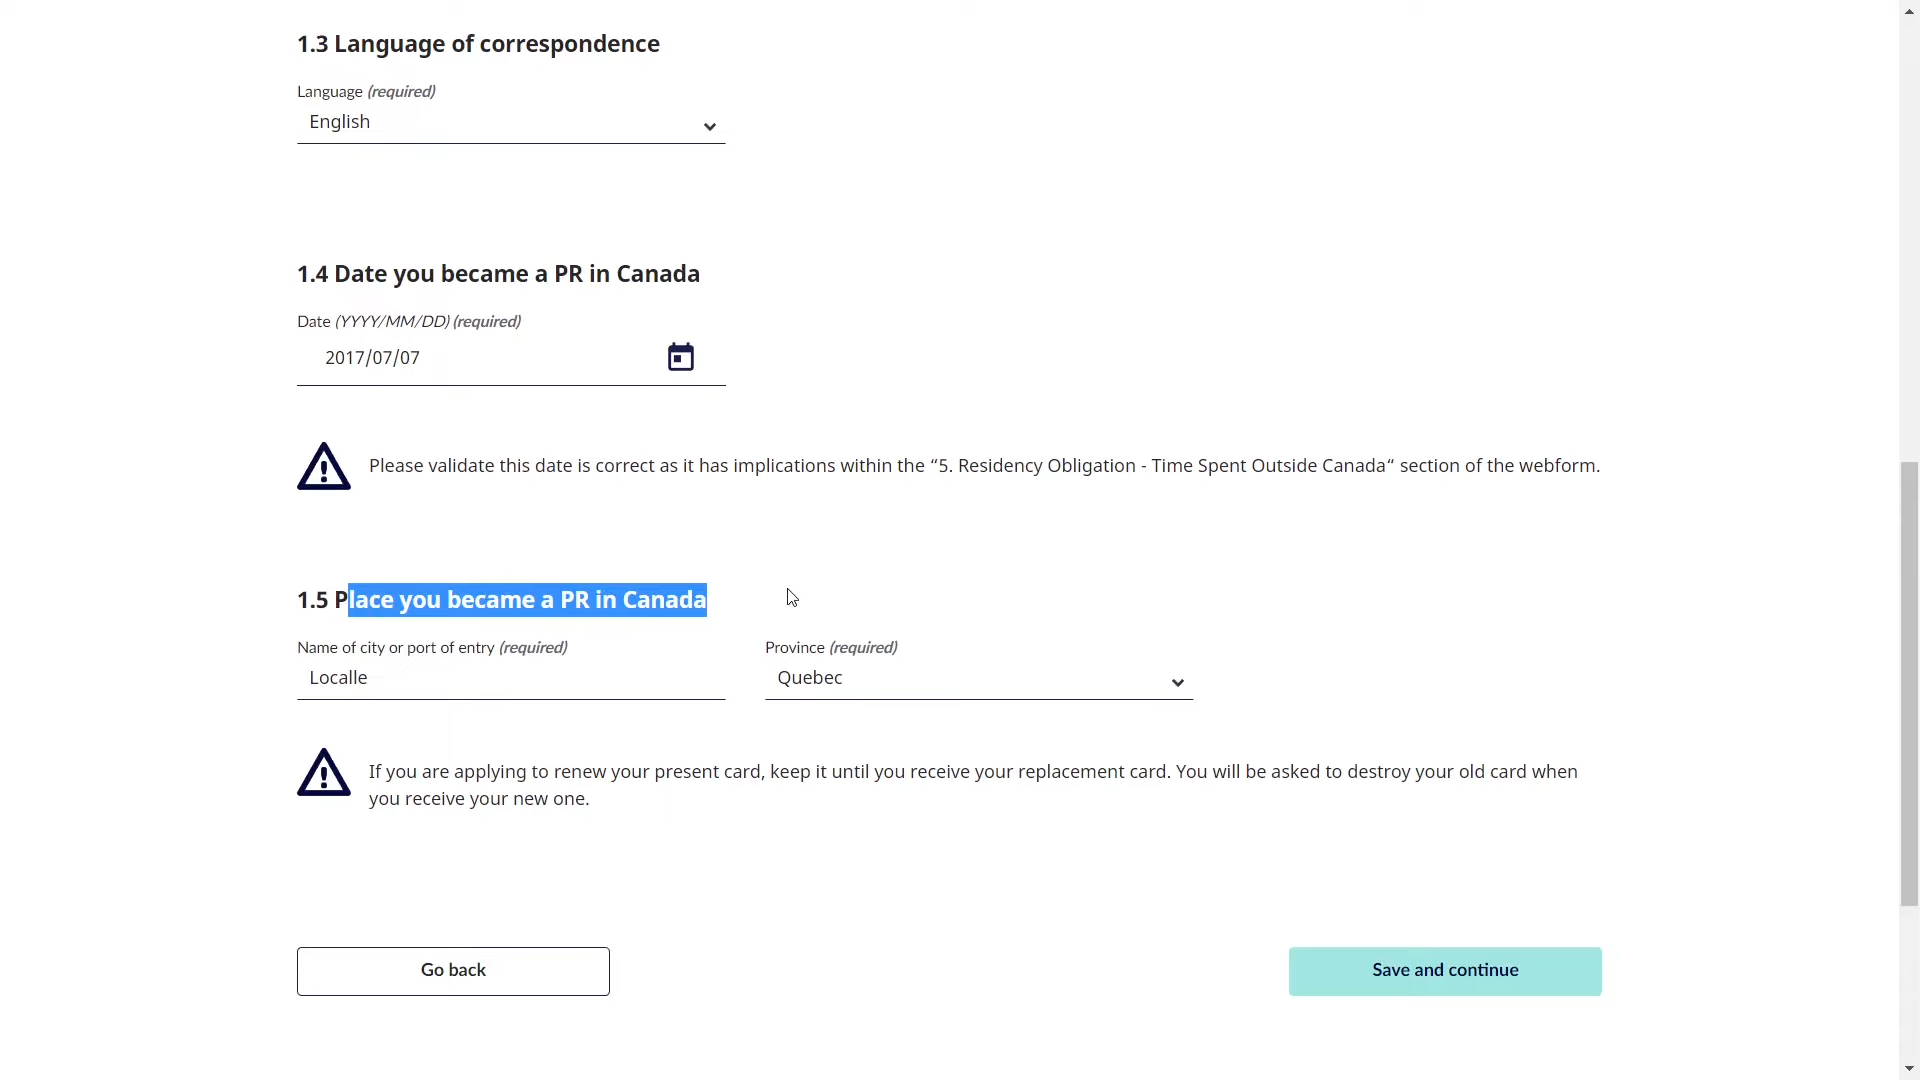 1.3 Language of correspondence
Language (required)
English
1.4 Date you became a PR in Canada
Date (YYYY/MM/DD) (required)
2017/07/07
Please validate this date is correct as it has implications within the “5. Residency Obligation - Time Spent Outside Canada“ section of the webform.
1.5 Place you became a PR in Canada
Name of city or port of entry (required) Province (required)
Localle Quebec
If you are applying to renew your present card, keep it until you receive your replacement card. You will be asked to destroy your old card when
you receive your new one.
Go back Save and continue